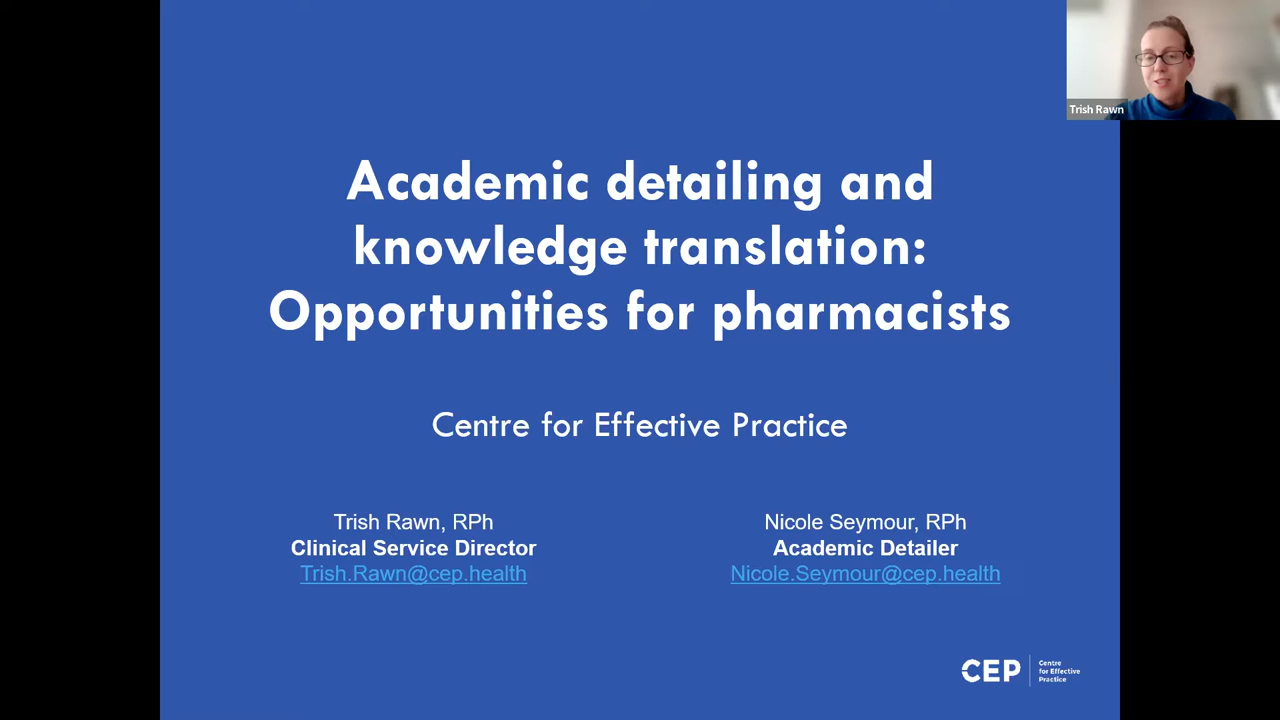 Trish Rawn
Academic detailing and
knowledge translation:
Opportunities for pharmacists
Centre for Effective Practice
Trish Rawn, RPh
Clinical Service Director
Trish.Rawn@cep.health
Nicole Seymour, RPh
Academic Detailer
Nicole.Seymour@cep.health
CEP
Centre
for Effective
Practice